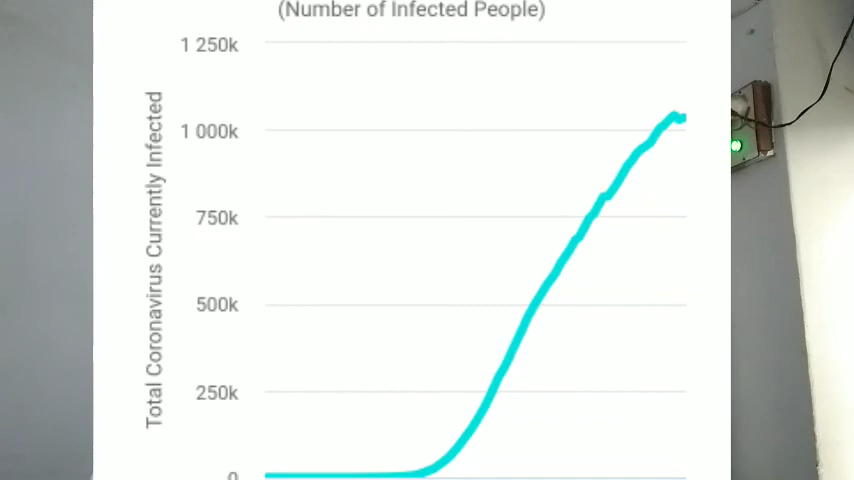 (Number of Infected People)
1 250k
1 000k
750k
500k
250k
0
Total Coronavirus Currently Infected